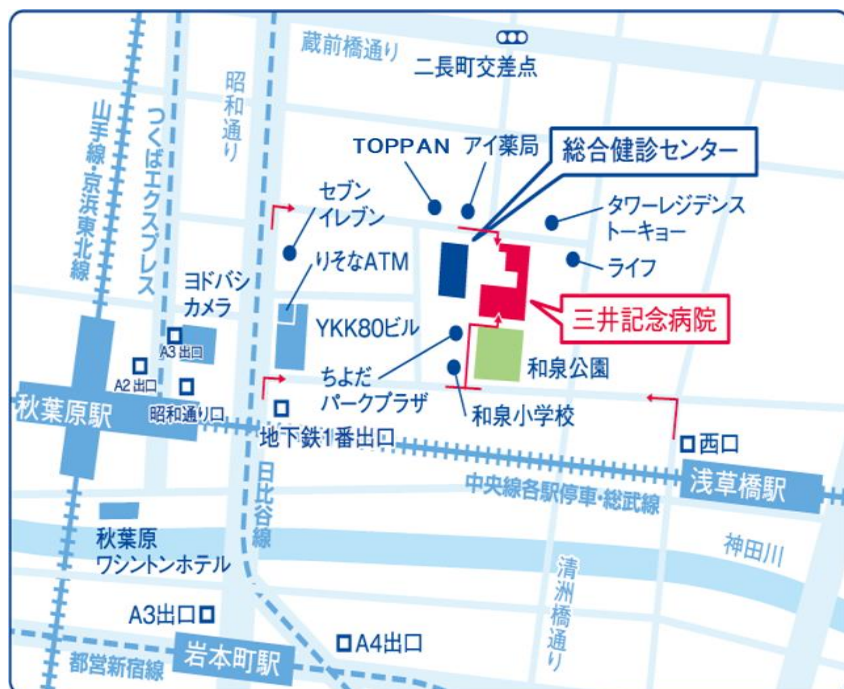 蔵前橋通り
二長町交差点
昭和通り
つくばエクスプレス
山手線・京浜東北線
TOPPAN
アイ薬局
総合健診センター
セブン
イレブン
タワーレジデンス
トーキョー
りそなATM
ライフ
ヨドバシ
カメラ
YKK80ビル
三井記念病院
A3出口
A2出口
ちよだ
パークプラザ
和泉公園
秋葉原駅
昭和通り口
和泉小学校
地下鉄1番出口
西口
日比谷線
中央線各駅停車・総武線
浅草橋駅
秋葉原
ワシントンホテル
神田川
清洲橋通り
A3出口
A4出口
岩本町駅
都営新宿線